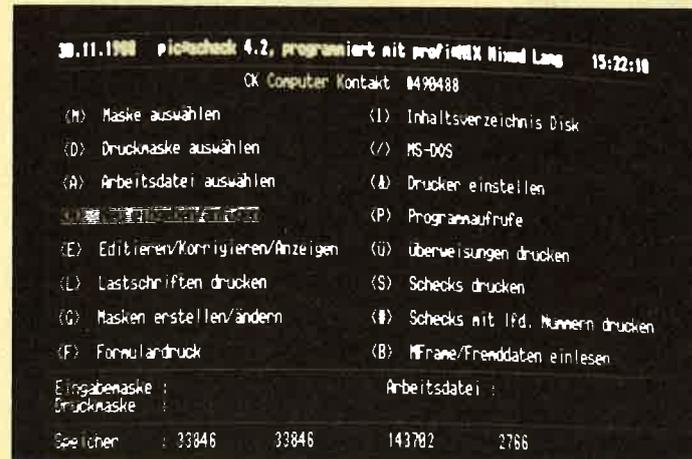 30.11.1988 pic*scheck 4.2, programmiert mit profiMIX Mixed Lang 15:22:10
CK Computer Kontakt 0490488
(M) Maske auswählen
(D) Druckmaske auswählen
(A) Arbeitsdatei auswählen
(E) Editieren/Korrigieren/Anzeigen
(L) Lastschriften drucken
(G) Masken erstellen/ändern
(F) Formulardruck
(I) Inhaltsverzeichnis Disk
(/) MS-DOS
(&) Drucker einstellen
(P) Programmaufrufe
(Ü) Überweisungen drucken
(S) Schecks drucken
(#) Schecks mit lfd. Nummern drucken
(B) MFrame/Fremddaten einlesen
Eingabemaske : Arbeitsdatei :
Druckmaske :
Speicher : 33846 33846 143702 2766